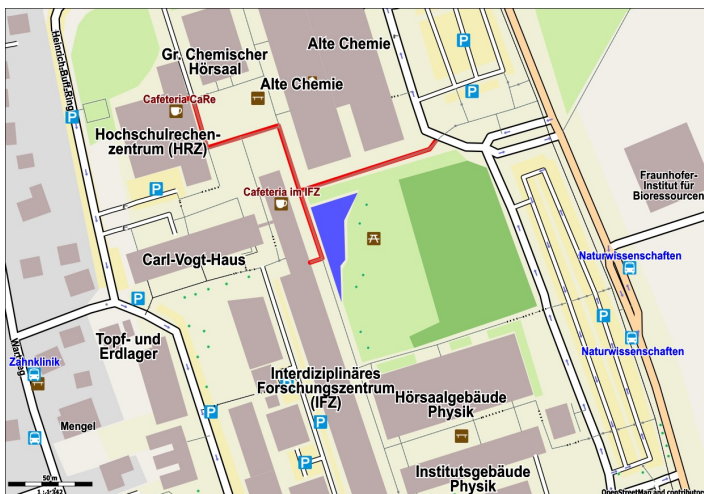 Heinrich-Buff-Ring
Gr. Chemischer
Hörsaal
Alte Chemie
Alte Chemie
Cafeteria CaRe
Hochschulrechen-
zentrum (HRZ)
Cafeteria im IFZ
Fraunhofer-
Institut für
Bioressourcen
Carl-Vogt-Haus
Naturwissenschaften
Naturwissenschaften
Topf- und
Erdlager
Wartweg
Zahnklinik
Interdiziplinäres
Forschungszentrum
(IFZ)
Hörsaalgebäude
Physik
Mengel
Institutsgebäude
Physik
50 m
P
P
P
P
P
P
P
P
P
OpenStreetMap and contributors